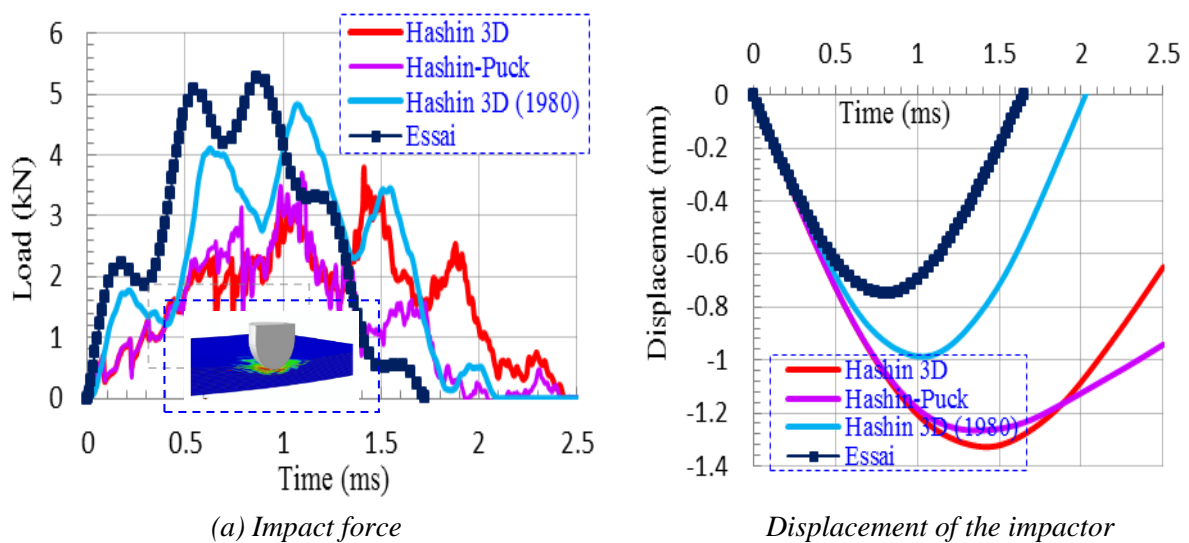 6
5
4
3
2
1
0
Load (kN)
0 0.5 1 1.5 2 2.5
Time (ms)
Hashin 3D
Hashin-Puck
Hashin 3D (1980)
Essai
(a) Impact force
0 0.5 1 1.5 2 2.5
Time (ms)
0
-0.2
-0.4
-0.6
-0.8
-1
-1.2
-1.4
Displacement (mm)
Hashin 3D
Hashin-Puck
Hashin 3D (1980)
Essai
Displacement of the impactor